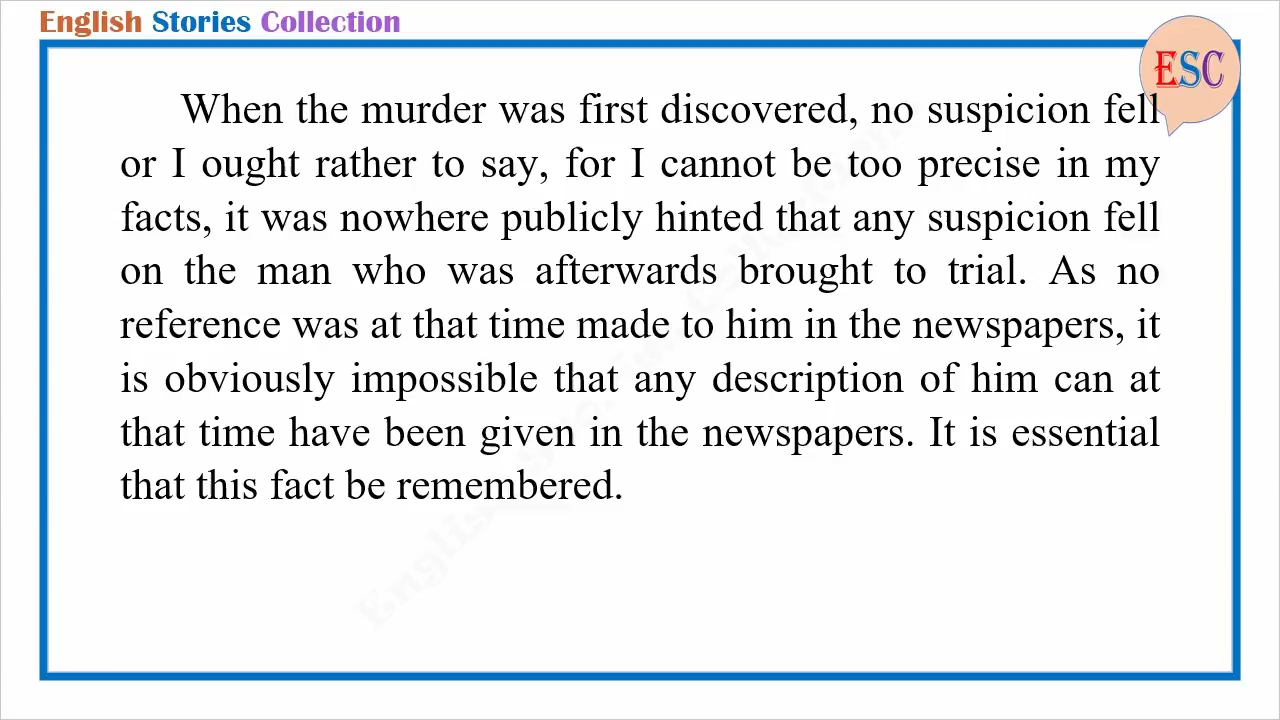 English Stories Collection
ESC
When the murder was first discovered, no suspicion fell
or I ought rather to say, for I cannot be too precise in my
facts, it was nowhere publicly hinted that any suspicion fell
on the man who was afterwards brought to trial. As no
reference was at that time made to him in the newspapers, it
is obviously impossible that any description of him can at
that time have been given in the newspapers. It is essential
that this fact be remembered.